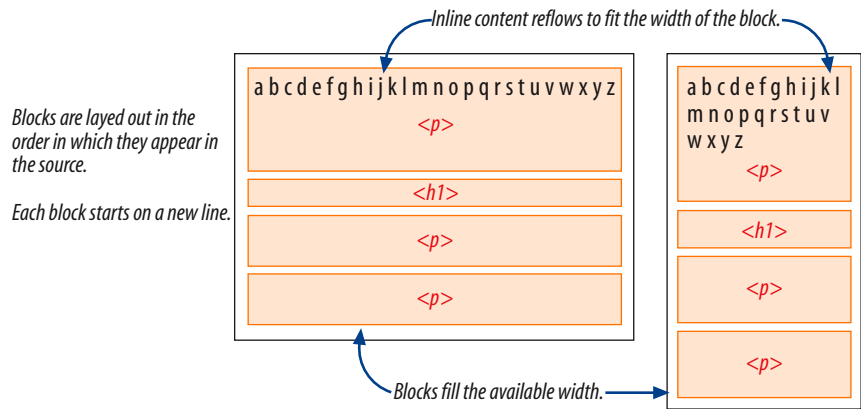 Inline content reflows to fit the width of the block.
Blocks are layed out in the
order in which they appear in
the source.
Each block starts on a new line.
a b c d e f g h i j k l m n o p q r s t u v w x y z
<p>
<h1>
<p>
<p>
a b c d e f g h i j k l
m n o p q r s t u v
w x y z
<p>
<h1>
<p>
<p>
Blocks fill the available width.